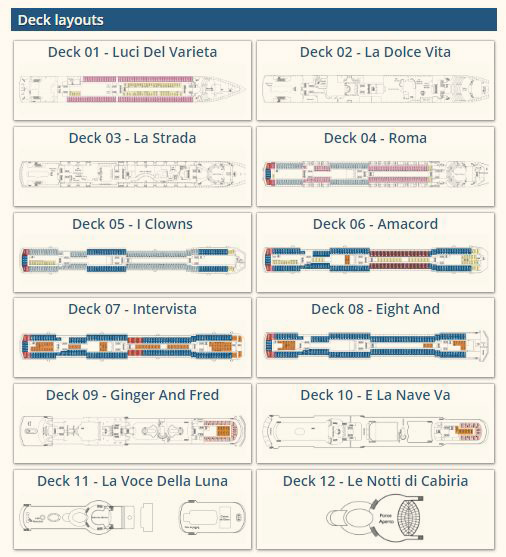 Deck layouts
Deck 01 - Luci Del Varieta
Deck 02 - La Dolce Vita
Deck 03 - La Strada
Deck 04 - Roma
Deck 05 - I Clowns
Deck 06 - Amacord
Deck 07 - Intervista
Deck 08 - Eight And
Deck 09 - Ginger And Fred
Deck 10 - E La Nave Va
Deck 11 - La Voce Della Luna
Deck 12 - Le Notti di Cabiria
Ponce
Aperto